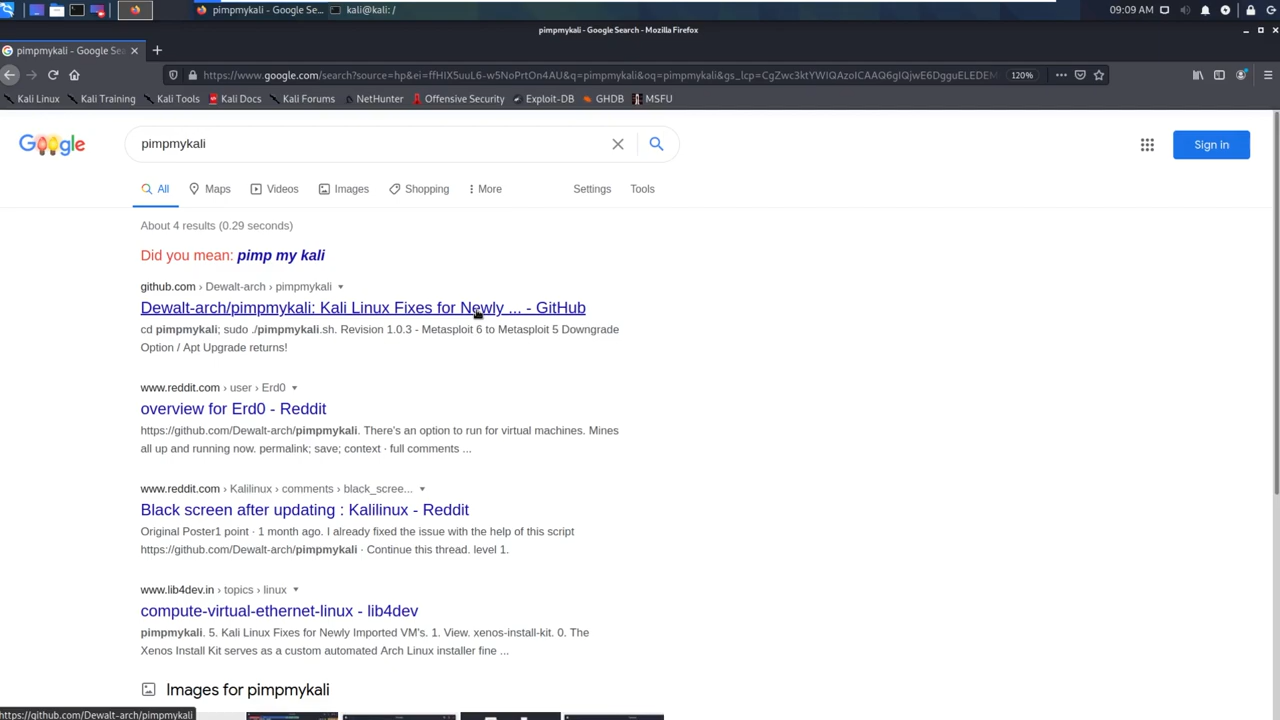 pimpmykali - Google Se...
kali@kali: /
09:09 AM
pimpmykali - Google Search - Mozilla Firefox
pimpmykali - Google Sea
https://www.google.com/search?source=hp&ei=ffHIX5uuL6-w5NoPrtOn4AU&q=pimpmykali&oq=pimpmykali&gs_lcp=CgZwc3ktYWIQAzoICAAQ6gIQjwE6DgguELEDEM
120%
Kali Linux
Kali Training
Kali Tools
Kali Docs
Kali Forums
NetHunter
Offensive Security
Exploit-DB
GHDB
MSFU
Google
pimpmykali
Sign in
All
Maps
Videos
Images
Shopping
More
Settings
Tools
About 4 results (0.29 seconds)
Did you mean: pimp my kali
github.com › Dewalt-arch › pimpmykali
Dewalt-arch/pimpmykali: Kali Linux Fixes for Newly ... - GitHub
cd pimpmykali; sudo ./pimpmykali.sh. Revision 1.0.3 - Metasploit 6 to Metasploit 5 Downgrade
Option / Apt Upgrade returns!
www.reddit.com › user › Erd0
overview for Erd0 - Reddit
https://github.com/Dewalt-arch/pimpmykali. There's an option to run for virtual machines. Mines
all up and running now. permalink; save; context · full comments ...
www.reddit.com › Kalilinux › comments › black_scree...
Black screen after updating : Kalilinux - Reddit
Original Poster1 point · 1 month ago. I already fixed the issue with the help of this script
https://github.com/Dewalt-arch/pimpmykali · Continue this thread. level 1.
www.lib4dev.in › topics › linux
compute-virtual-ethernet-linux - lib4dev
pimpmykali. 5. Kali Linux Fixes for Newly Imported VM's. 1. View. xenos-install-kit. 0. The
Xenos Install Kit serves as a custom automated Arch Linux installer fine ...
Images for pimpmykali
https://github.com/Dewalt-arch/pimpmykali